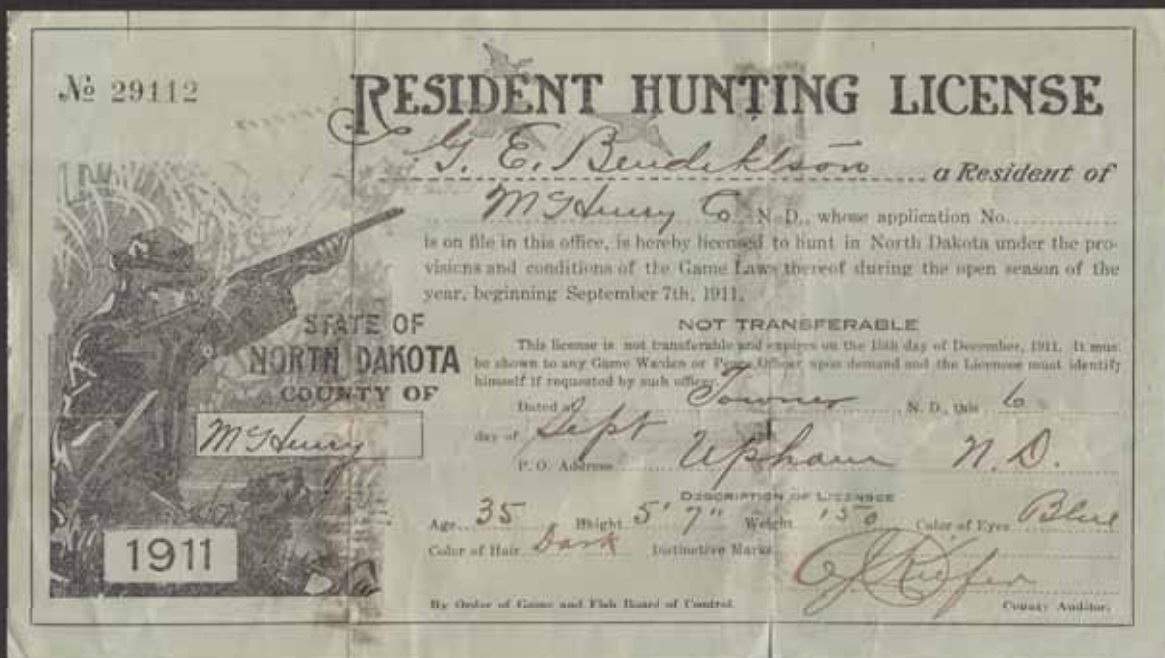 № 29112
RESIDENT HUNTING LICENSE
G. E. Bendiktson a Resident of
McHenry Co N. D., whose application No.
is on file in this office, is hereby licensed to hunt in North Dakota under the pro-
visions and conditions of the Game Laws thereof during the open season of the
year, beginning September 7th, 1911.
NOT TRANSFERABLE
This license is not transferable and expires on the 15th day of December, 1911. It must
be shown to any Game Warden or Peace Officer upon demand and the Licensee must identify
himself if requested by such officer.
STATE OF
NORTH DAKOTA
COUNTY OF
McHenry
Dated at Towner N. D., this 6
day of Sept
P. O. Address Upham N. D.
DESCRIPTION OF LICENSEE
Age 35 Height 5' 7" Weight 150 Color of Eyes Blue
Color of Hair Dark Distinctive Marks
1911
By Order of Game and Fish Board of Control. County Auditor.